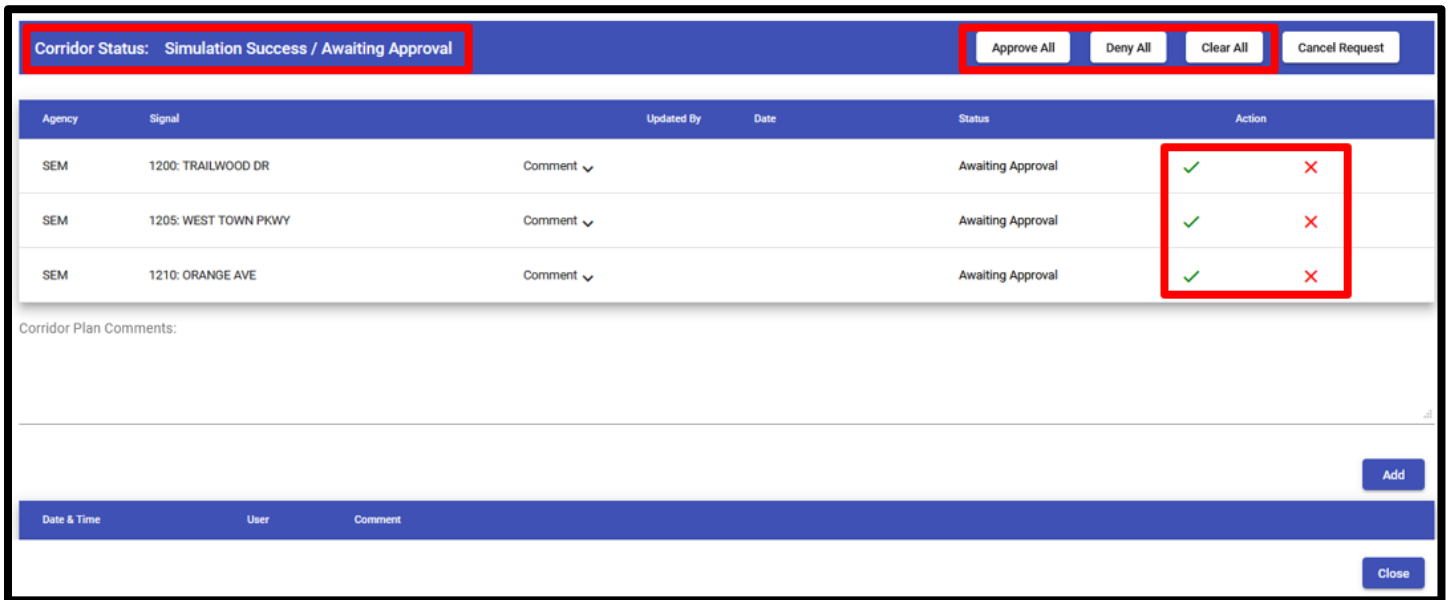 Corridor Status: Simulation Success / Awaiting Approval Approve All Deny All Clear All Cancel Request
Agency Signal Updated By Date Status Action
SEM 1200: TRAILWOOD DR Comment Awaiting Approval
SEM 1205: WEST TOWN PKWY Comment Awaiting Approval
SEM 1210: ORANGE AVE Comment Awaiting Approval
Corridor Plan Comments:
Add
Date & Time User Comment
Close